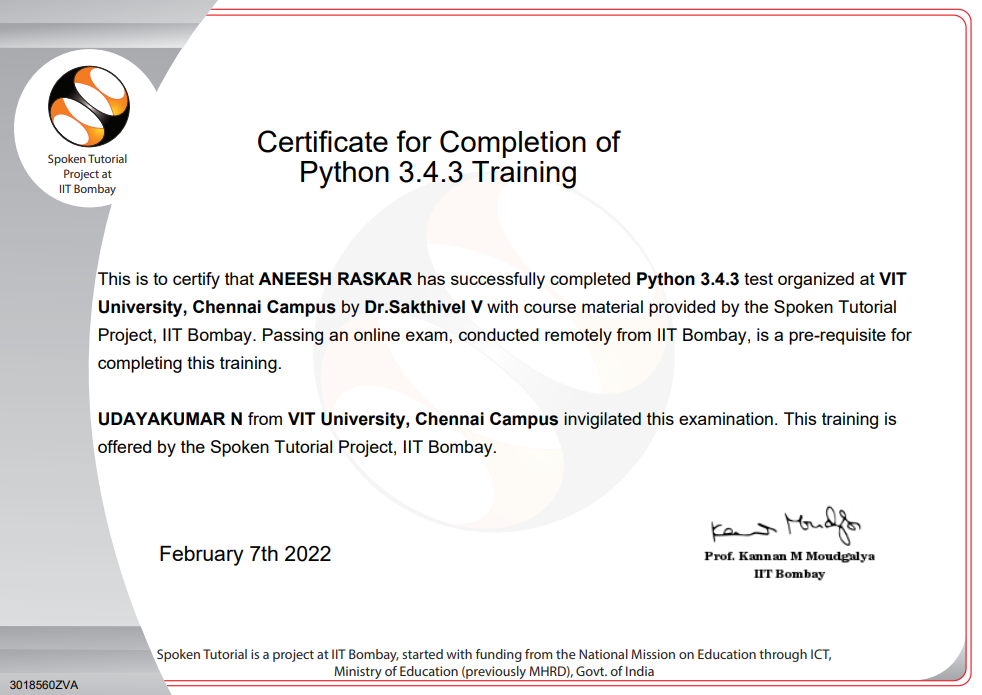 Spoken Tutorial
Project at
IIT Bombay
Certificate for Completion of
Python 3.4.3 Training
This is to certify that ANEESH RASKAR has successfully completed Python 3.4.3 test organized at VIT
University, Chennai Campus by Dr.Sakthivel V with course material provided by the Spoken Tutorial
Project, IIT Bombay. Passing an online exam, conducted remotely from IIT Bombay, is a pre-requisite for
completing this training.
UDAYAKUMAR N from VIT University, Chennai Campus invigilated this examination. This training is
offered by the Spoken Tutorial Project, IIT Bombay.
February 7th 2022
Kannan Moudgalya
Prof. Kannan M Moudgalya
IIT Bombay
Spoken Tutorial is a project at IIT Bombay, started with funding from the National Mission on Education through ICT,
Ministry of Education (previously MHRD), Govt. of India
3018560ZVA